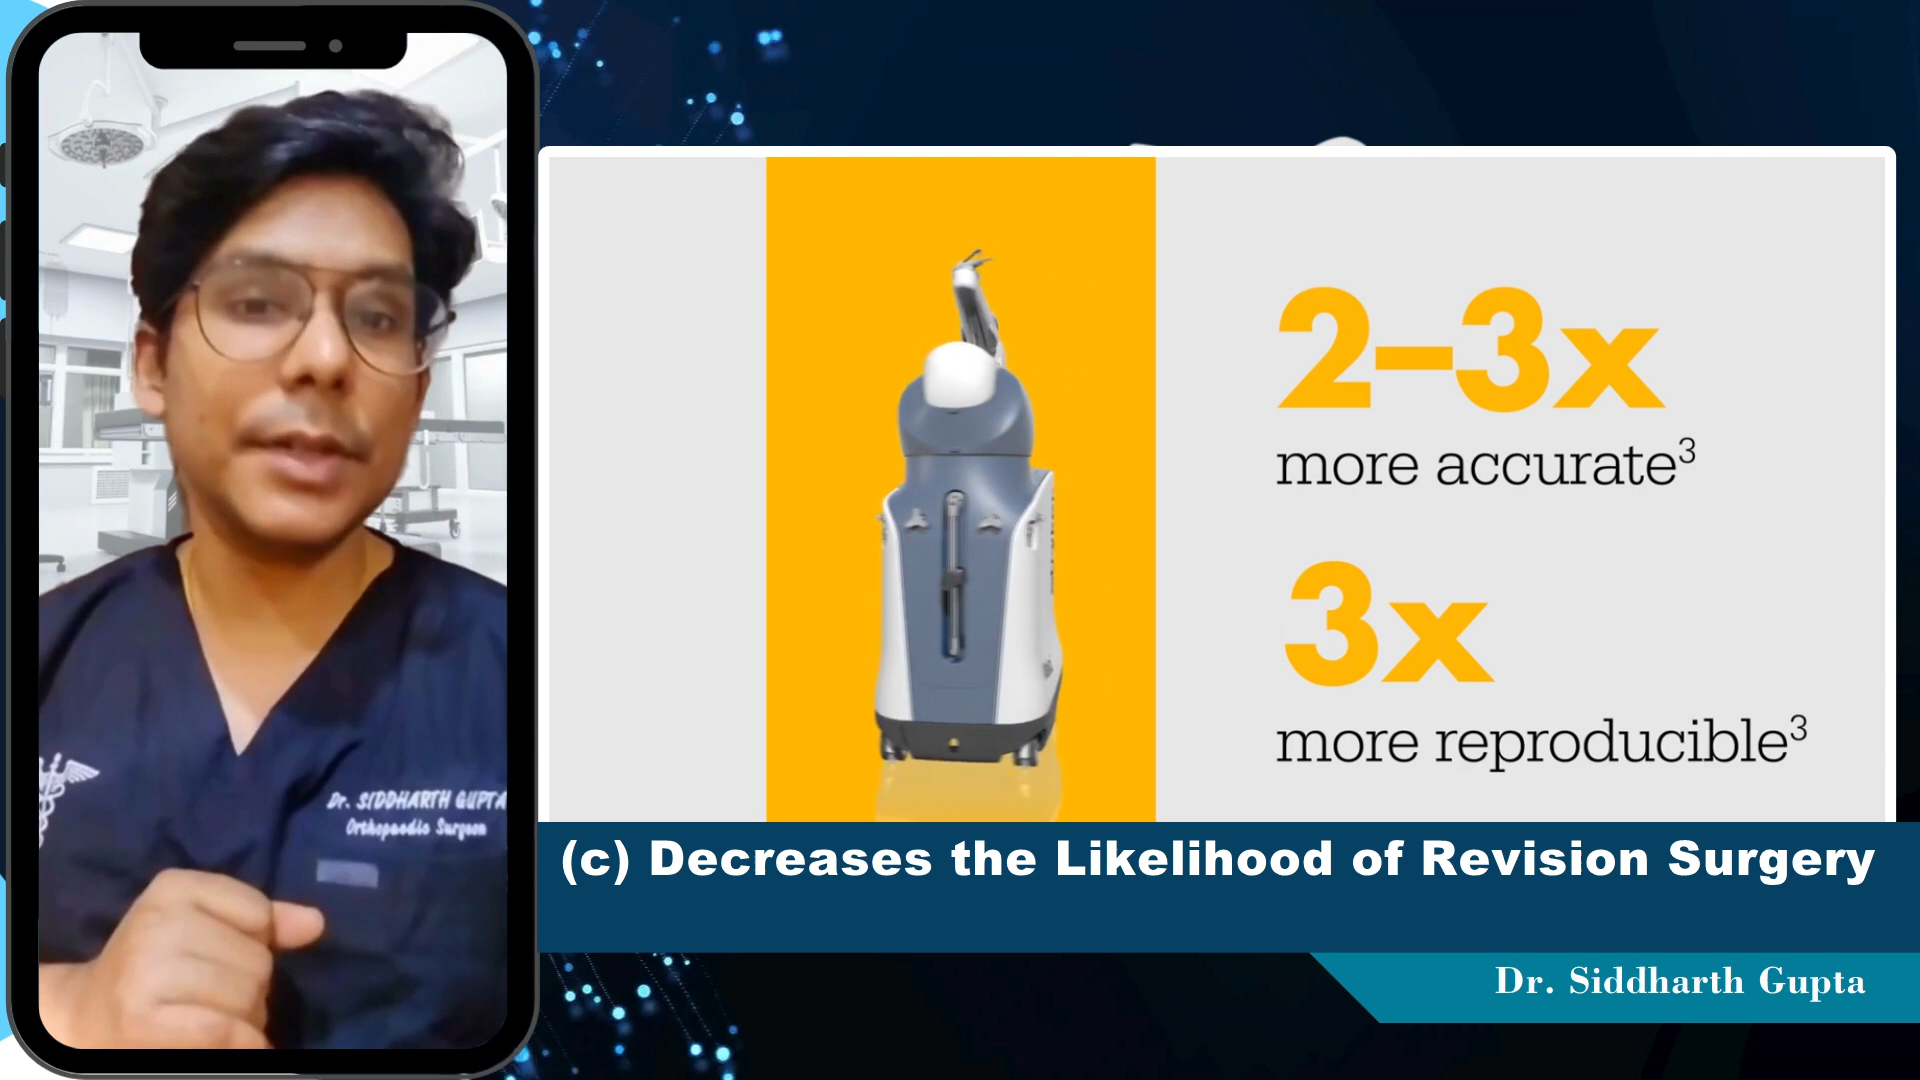 Dr. SIDDHARTH GUPTA
Orthopaedic Surgeon
2–3x
more accurate³
3x
more reproducible³
(c) Decreases the Likelihood of Revision Surgery
Dr. Siddharth Gupta